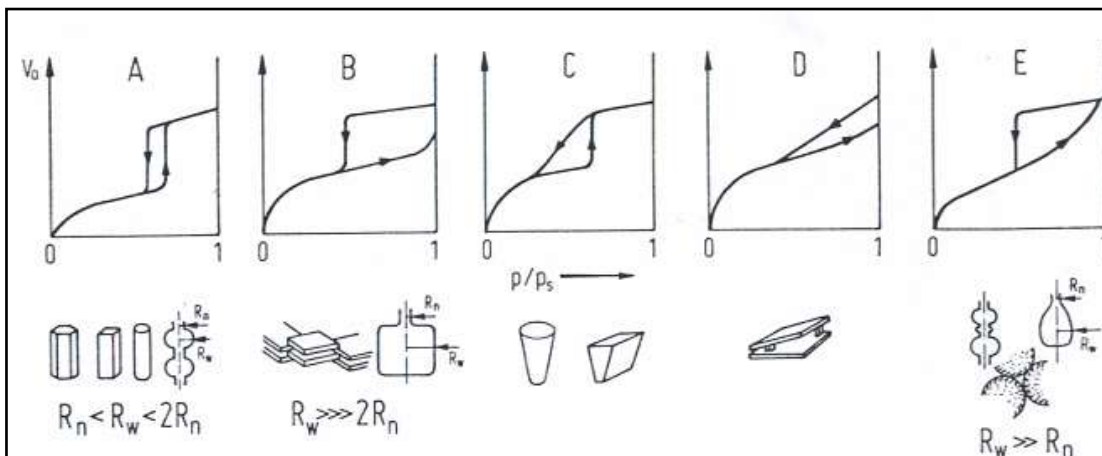 Va A B C D E
0 1 0 1 0 1 0 1 0 1
p/ps
Rn Rw
Rn Rw
Rn Rw
Rn < Rw < 2Rn
Rw >>> 2Rn
Rw >> Rn